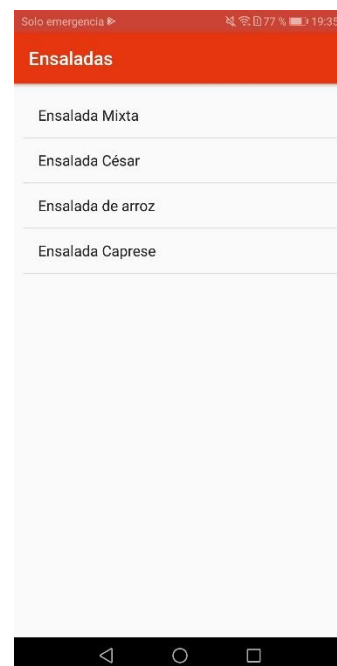 Solo emergencia 77 % 19:35
Ensaladas
Ensalada Mixta
Ensalada César
Ensalada de arroz
Ensalada Caprese